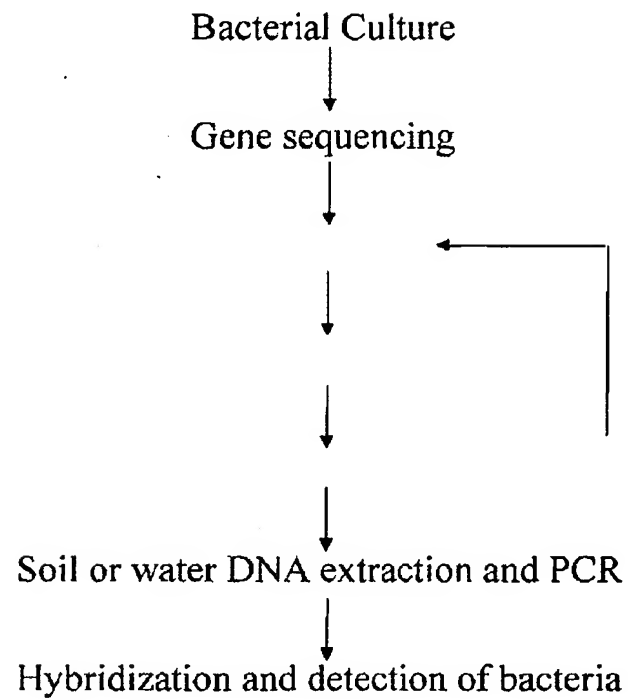 Bacterial Culture
Gene sequencing
Soil or water DNA extraction and PCR
Hybridization and detection of bacteria